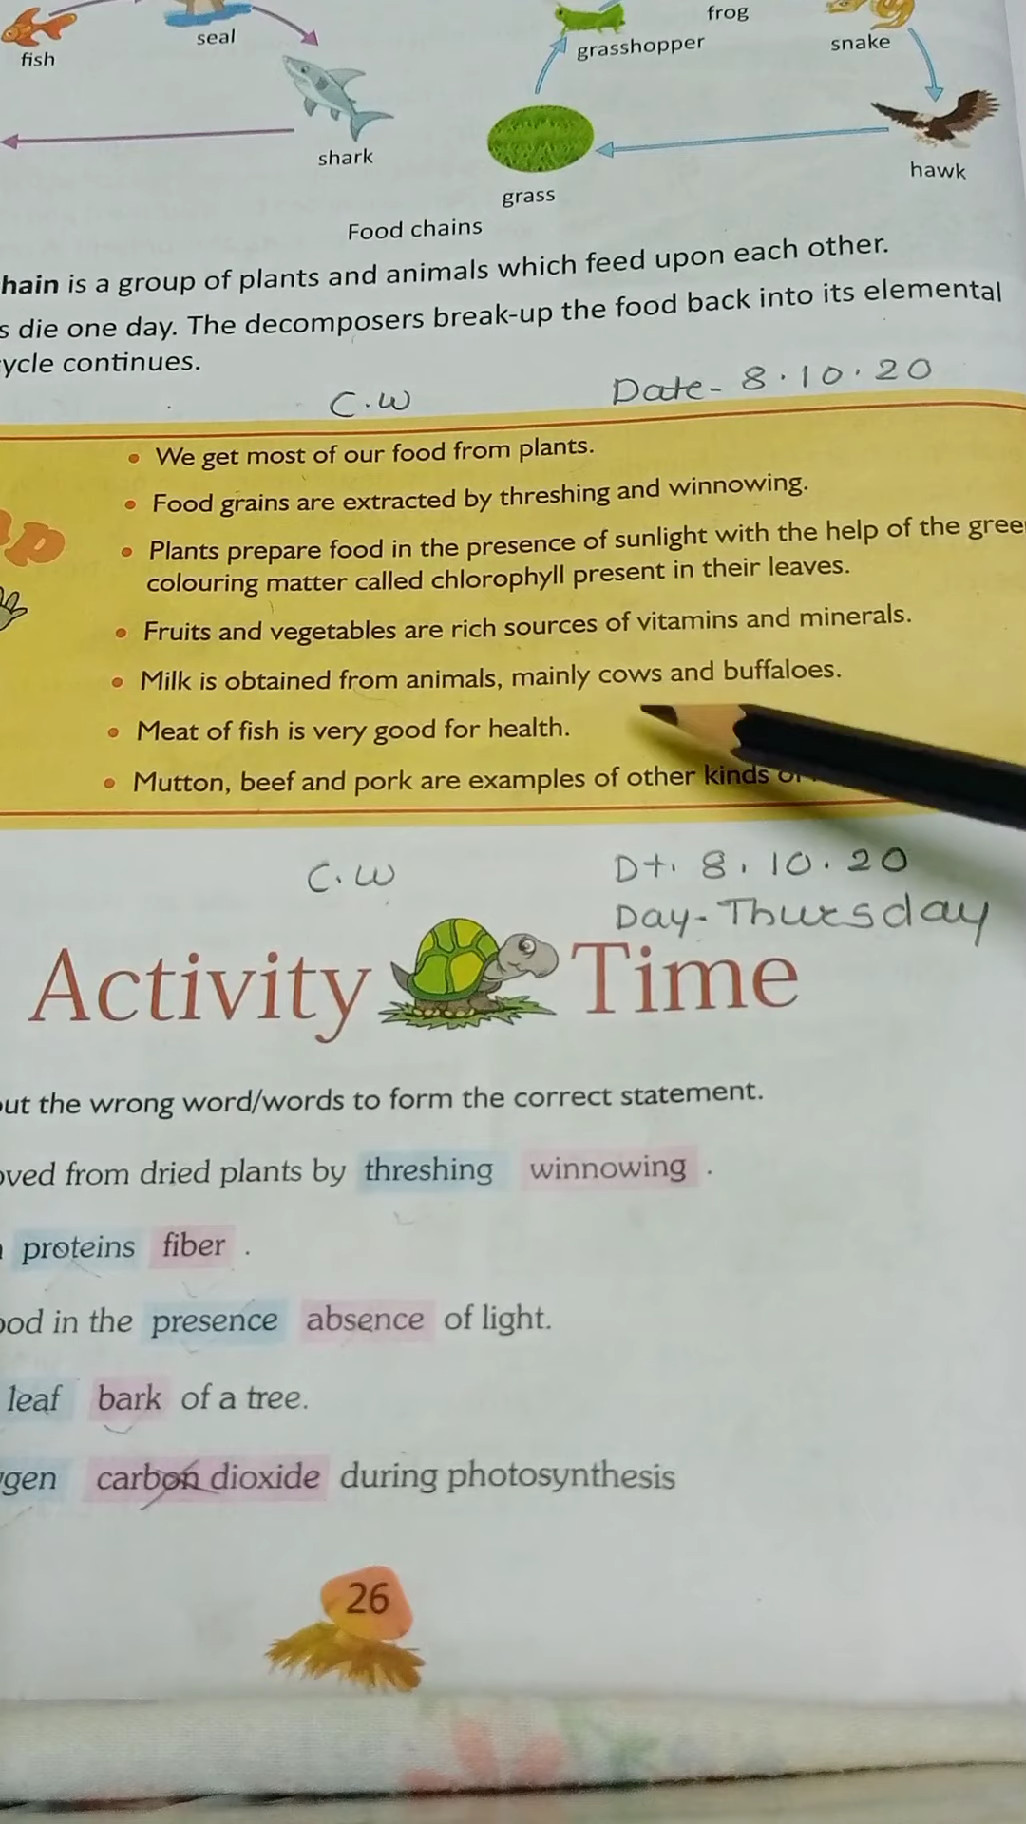 frog
seal
grasshopper
snake
fish
shark
hawk
grass
Food chains
hain is a group of plants and animals which feed upon each other.
s die one day. The decomposers break-up the food back into its elemental
ycle continues.
C.W Date- 8.10.20
• We get most of our food from plants.
• Food grains are extracted by threshing and winnowing.
• Plants prepare food in the presence of sunlight with the help of the gree
colouring matter called chlorophyll present in their leaves.
• Fruits and vegetables are rich sources of vitamins and minerals.
• Milk is obtained from animals, mainly cows and buffaloes.
• Meat of fish is very good for health.
• Mutton, beef and pork are examples of other kinds of
C.W Dt. 8.10.20
Day- Thursday
Activity Time
out the wrong word/words to form the correct statement.
oved from dried plants by threshing winnowing .
proteins fiber .
ood in the presence absence of light.
leaf bark of a tree.
ygen carbon dioxide during photosynthesis
26